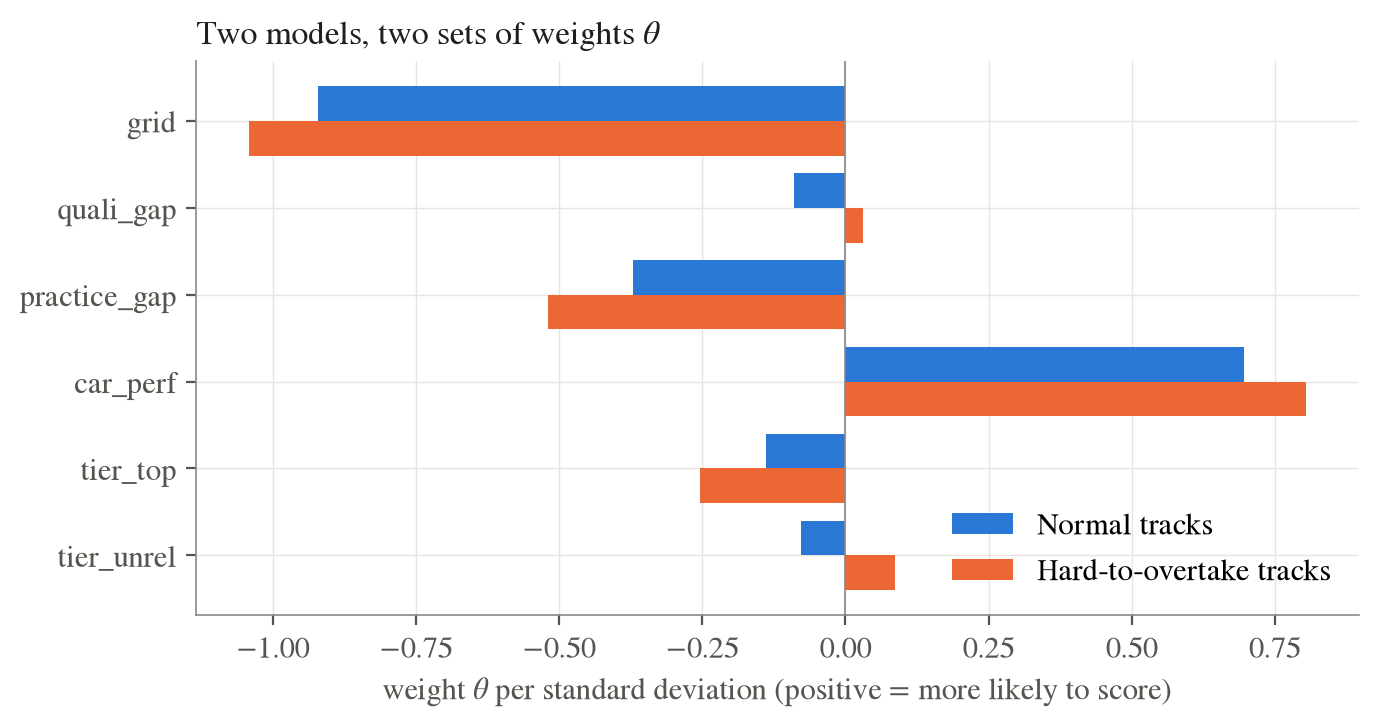 Two models, two sets of weights θ
grid
quali_gap
practice_gap
car_perf
tier_top
tier_unrel
Normal tracks
Hard-to-overtake tracks
−1.00 −0.75 −0.50 −0.25 0.00 0.25 0.50 0.75
weight θ per standard deviation (positive = more likely to score)